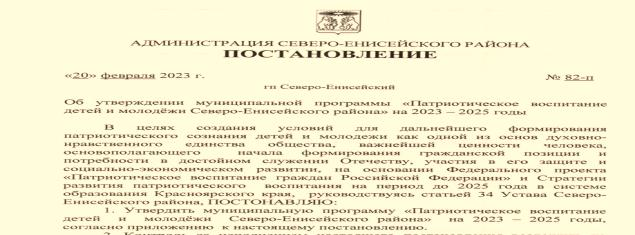 АДМИНИСТРАЦИЯ СЕВЕРО-ЕНИСЕЙСКОГО РАЙОНА
ПОСТАНОВЛЕНИЕ
«20» февраля 2023 г. № 82-п
гп Северо-Енисейский
Об утверждении муниципальной программы «Патриотическое воспитание
детей и молодёжи Северо-Енисейского района» на 2023 – 2025 годы
В целях создания условий для дальнейшего формирования
патриотического сознания детей и молодежи как одной из основ духовно-
нравственного единства общества, важнейшей ценности человека,
основополагающего начала формирования гражданской позиции и
потребности в достойном служении Отечеству, участия в его защите и
социально-экономическом развитии, на основании Федерального проекта
«Патриотическое воспитание граждан Российской Федерации» и Стратегии
развития патриотического воспитания на период до 2025 года в системе
образования Красноярского края, руководствуясь статьей 34 Устава Северо-
Енисейского района, ПОСТОНАВЛЯЮ:
1. Утвердить муниципальную программу «Патриотическое воспитание
детей и молодёжи Северо-Енисейского района» на 2023 – 2025 годы,
согласно приложению к настоящему постановлению.